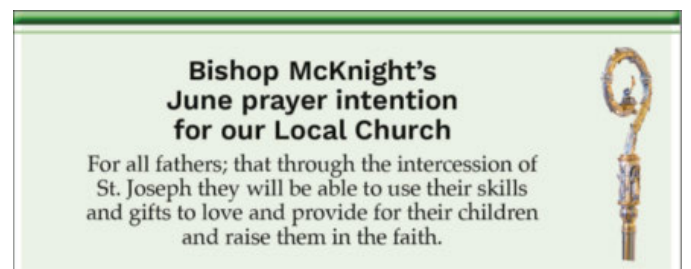 Bishop McKnight’s
June prayer intention
for our Local Church
For all fathers; that through the intercession of
St. Joseph they will be able to use their skills
and gifts to love and provide for their children
and raise them in the faith.